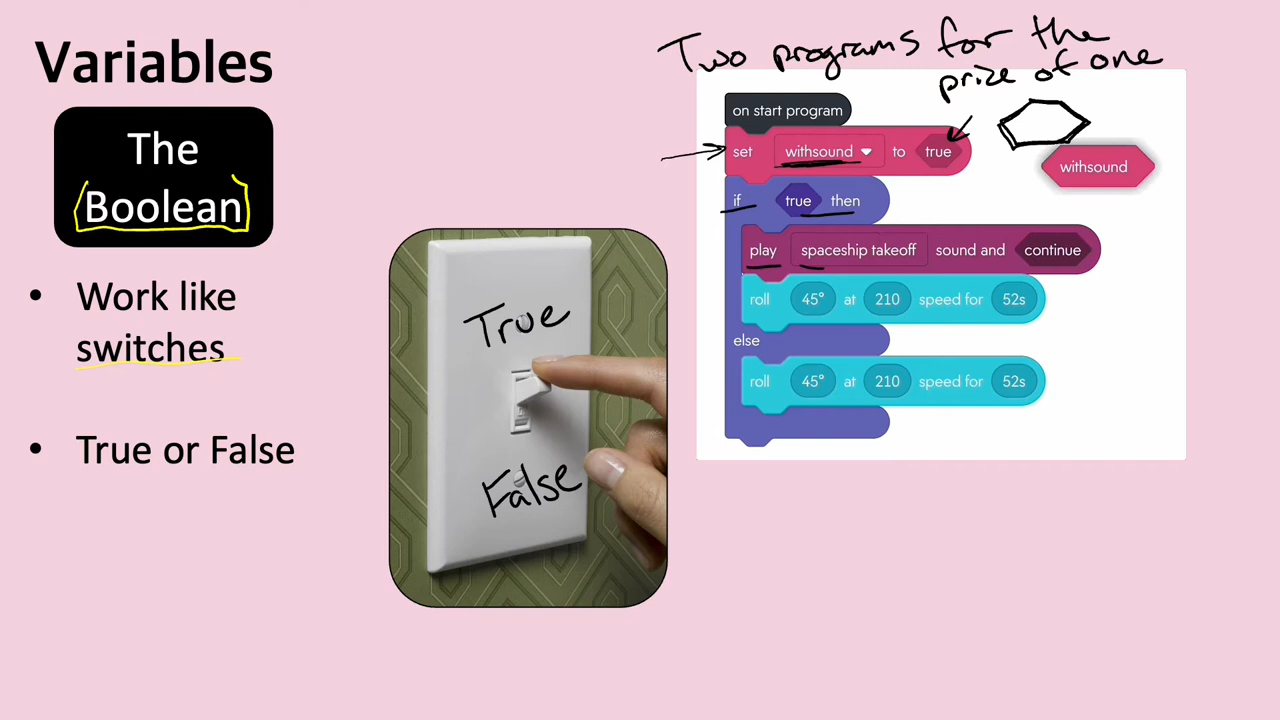 Variables
The
Boolean
• Work like
switches
• True or False
True
False
Two programs for the
prize of one
on start program
set withsound to true
withsound
if true then
play spaceship takeoff sound and continue
roll 45° at 210 speed for 52s
else
roll 45° at 210 speed for 52s